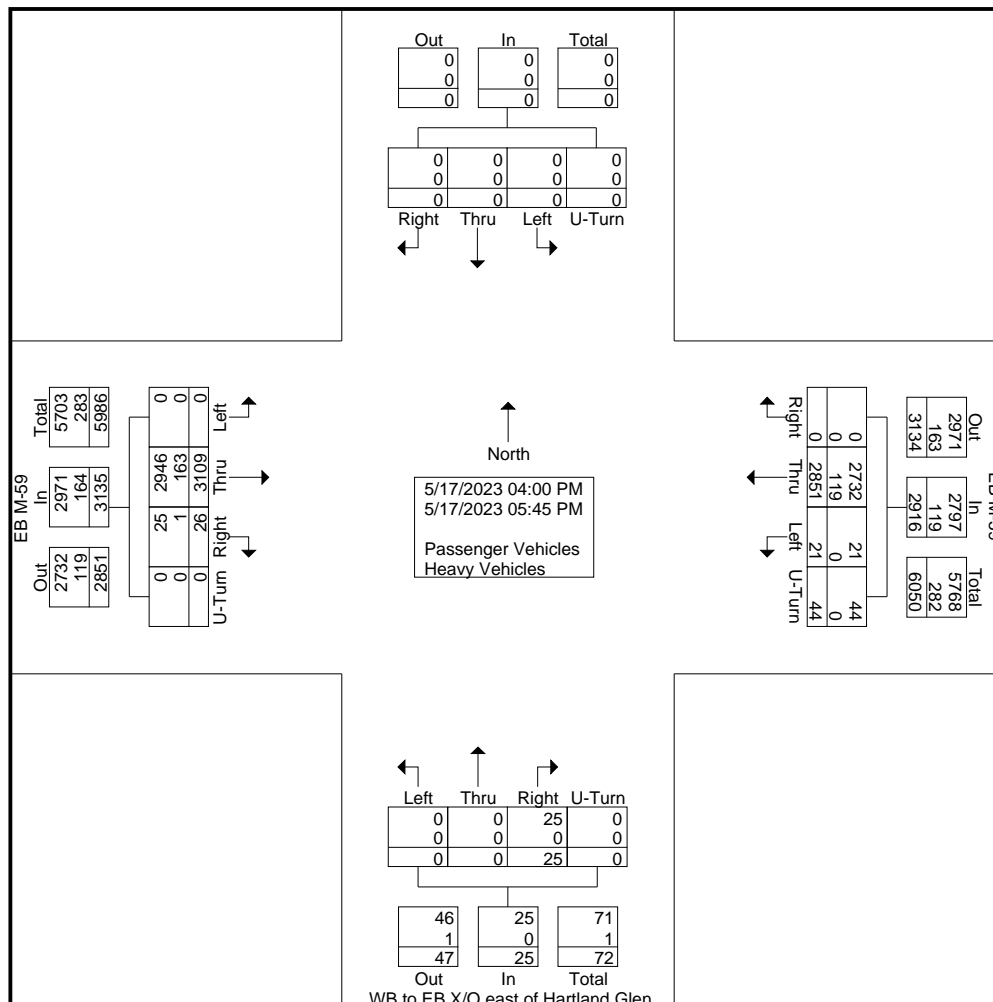 Out In Total
0 0 0
0 0 0
0 0 0
0 0 0 0
0 0 0 0
0 0 0 0
Right Thru Left U-Turn
EB M-59
Out In Total
2732 2971 5703
119 164 283
2851 3135 5986
0 25 2946 0
0 1 163 0
0 26 3109 0
U-Turn Right Thru Left
North
5/17/2023 04:00 PM
5/17/2023 05:45 PM
Passenger Vehicles
Heavy Vehicles
Out In Total
2971 2797 5768
163 119 282
3134 2916 6050
0 2732 21 44
0 119 0 0
0 2851 21 44
Right Thru Left U-Turn
Left Thru Right U-Turn
0 0 25 0
0 0 0 0
0 0 25 0
46 25 71
1 0 1
47 25 72
Out In Total
WB to EB X/O east of Hartland Glen